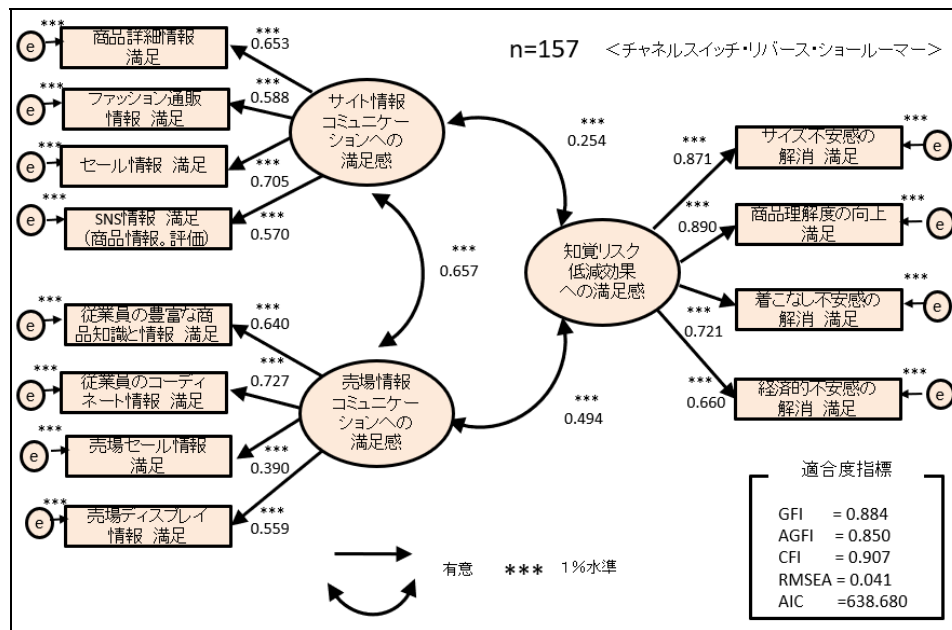 n=157 <チャネルスイッチ・リバース・ショールーマー>
***
e
商品詳細情報
満足
***
0.653
***
e
ファッション通販
情報 満足
***
0.588
***
e
セール情報 満足
***
0.705
***
e
SNS情報 満足
(商品情報。評価)
***
0.570
サイト情報
コミュニケー
ションへの
満足感
***
0.254
***
0.657
***
e
従業員の豊富な商
品知識と情報 満足
***
0.640
***
e
従業員のコーディ
ネート情報 満足
***
0.727
***
e
売場セール情報
満足
***
0.390
***
e
売場ディスプレイ
情報 満足
***
0.559
売場情報
コミュニケー
ションへの
満足感
***
0.494
知覚リスク
低減効果
への満足感
***
0.871
サイズ不安感の
解消 満足
***
e
***
0.890
商品理解度の向上
満足
***
e
***
0.721
着こなし不安感の
解消 満足
***
e
***
0.660
経済的不安感の
解消 満足
***
e
適合度指標
GFI = 0.884
AGFI = 0.850
CFI = 0.907
RMSEA = 0.041
AIC =638.680
有意 *** 1%水準